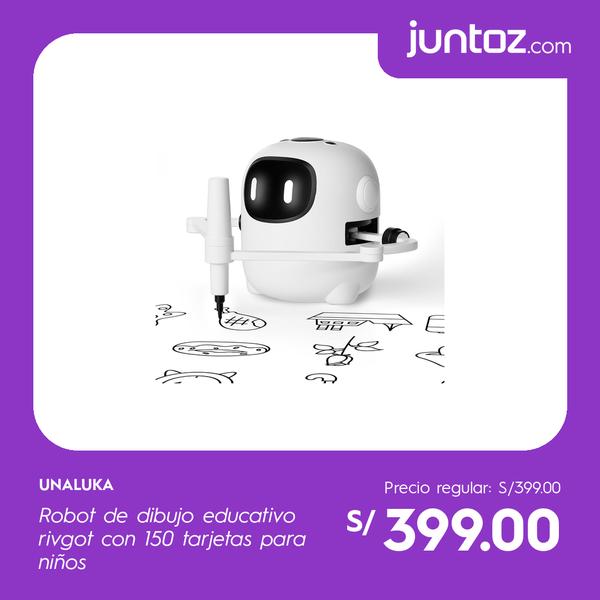 juntoz.com
UNALUKA
Robot de dibujo educativo
rivgot con 150 tarjetas para
niños
Precio regular: S/399.00
S/ 399.00